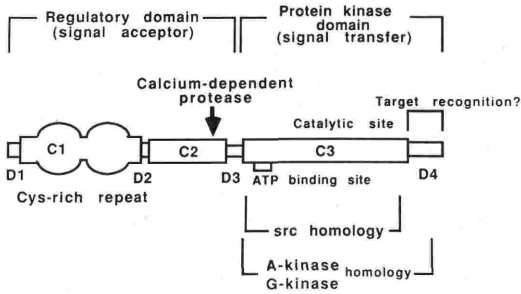 Regulatory domain
(signal acceptor)
Protein kinase
domain
(signal transfer)
Calcium-dependent
protease
Target recognition?
Catalytic site
C1
C2
C3
D1
D2
D3
D4
ATP binding site
Cys-rich repeat
src homology
A-kinase
G-kinase
homology